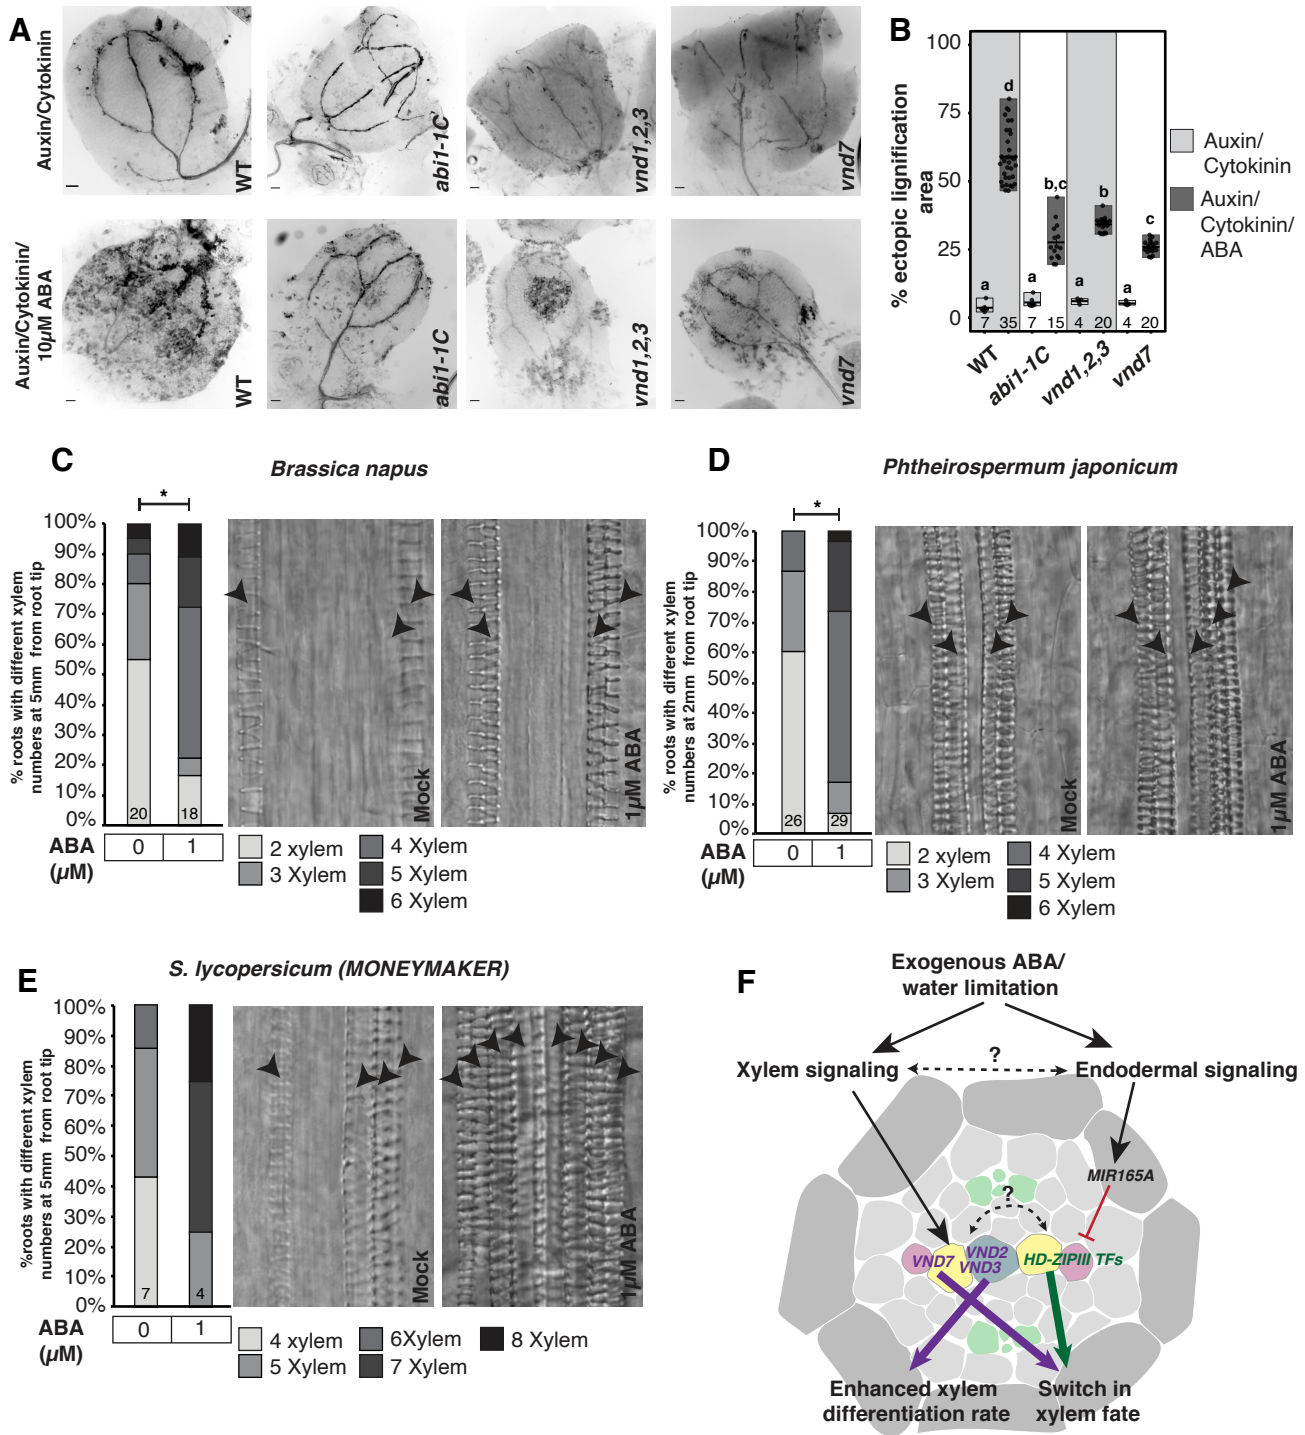 A
Auxin/Cytokinin
WT
abi1-1C
vnd1,2,3
vnd7
Auxin/Cytokinin/
10µM ABA
WT
abi1-1C
vnd1,2,3
vnd7
B
% ectopic lignification
area
100
75
50
25
0
a
d
a
b,c
a
b
a
c
7
35
7
15
4
20
4
20
WT
abi1-1C
vnd1,2,3
vnd7
Auxin/
Cytokinin
Auxin/
Cytokinin/
ABA
C
Brassica napus
% roots with different xylem
numbers at 5mm from root tip
*
100%
90%
80%
70%
60%
50%
40%
30%
20%
10%
0%
20
18
ABA
(µM)
0
1
Mock
1µM ABA
2 xylem
3 Xylem
4 Xylem
5 Xylem
6 Xylem
D
Phtheirospermum japonicum
% roots with different xylem
numbers at 2mm from root tip
*
100%
90%
80%
70%
60%
50%
40%
30%
20%
10%
0%
26
29
ABA
(µM)
0
1
Mock
1µM ABA
2 xylem
3 Xylem
4 Xylem
5 Xylem
6 Xylem
E
S. lycopersicum (MONEYMAKER)
%roots with different xylem
numbers at 5mm from root tip
100%
90%
80%
70%
60%
50%
40%
30%
20%
10%
0%
7
4
ABA
(µM)
0
1
Mock
1µM ABA
4 xylem
5 Xylem
6Xylem
7 Xylem
8 Xylem
F
Exogenous ABA/
water limitation
Xylem signaling
?
Endodermal signaling
MIR165A
?
VND7
VND2
VND3
HD-ZIPIII TFs
Enhanced xylem
differentiation rate
Switch in
xylem fate